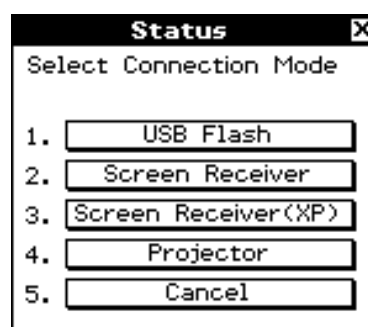 Status X
Select Connection Mode
1. USB Flash
2. Screen Receiver
3. Screen Receiver(XP)
4. Projector
5. Cancel